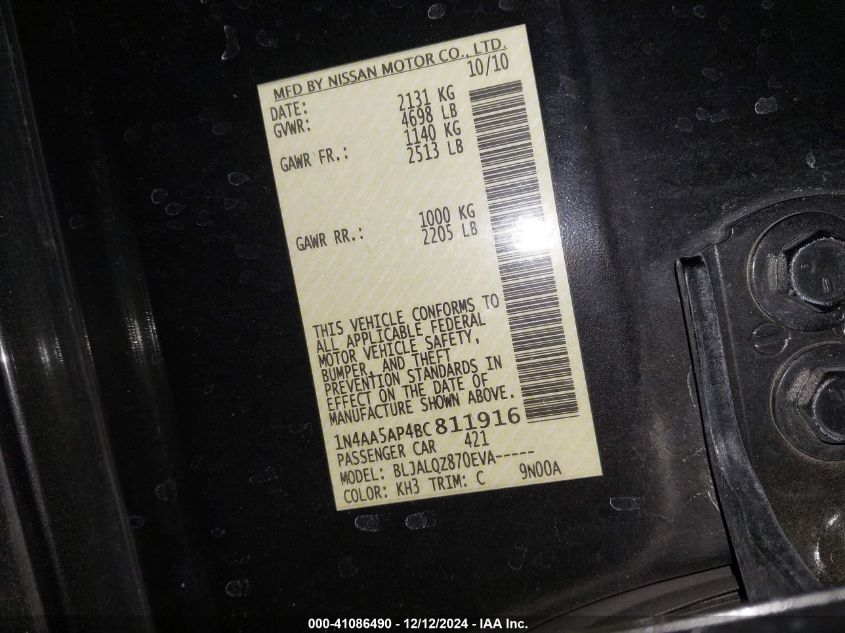 MFD BY NISSAN MOTOR CO., LTD.
DATE: 10/10
GVWR: 2131 KG
4698 LB
GAWR FR.: 1140 KG
2513 LB
GAWR RR.: 1000 KG
2205 LB
THIS VEHICLE CONFORMS TO
ALL APPLICABLE FEDERAL
MOTOR VEHICLE SAFETY,
BUMPER, AND THEFT
PREVENTION STANDARDS IN
EFFECT ON THE DATE OF
MANUFACTURE SHOWN ABOVE.
1N4AA5AP4BC811916
PASSENGER CAR 421
MODEL: BLJALQZ870EVA-----
COLOR: KH3 TRIM: C 9N00A
000-41086490 - 12/12/2024 - IAA Inc.